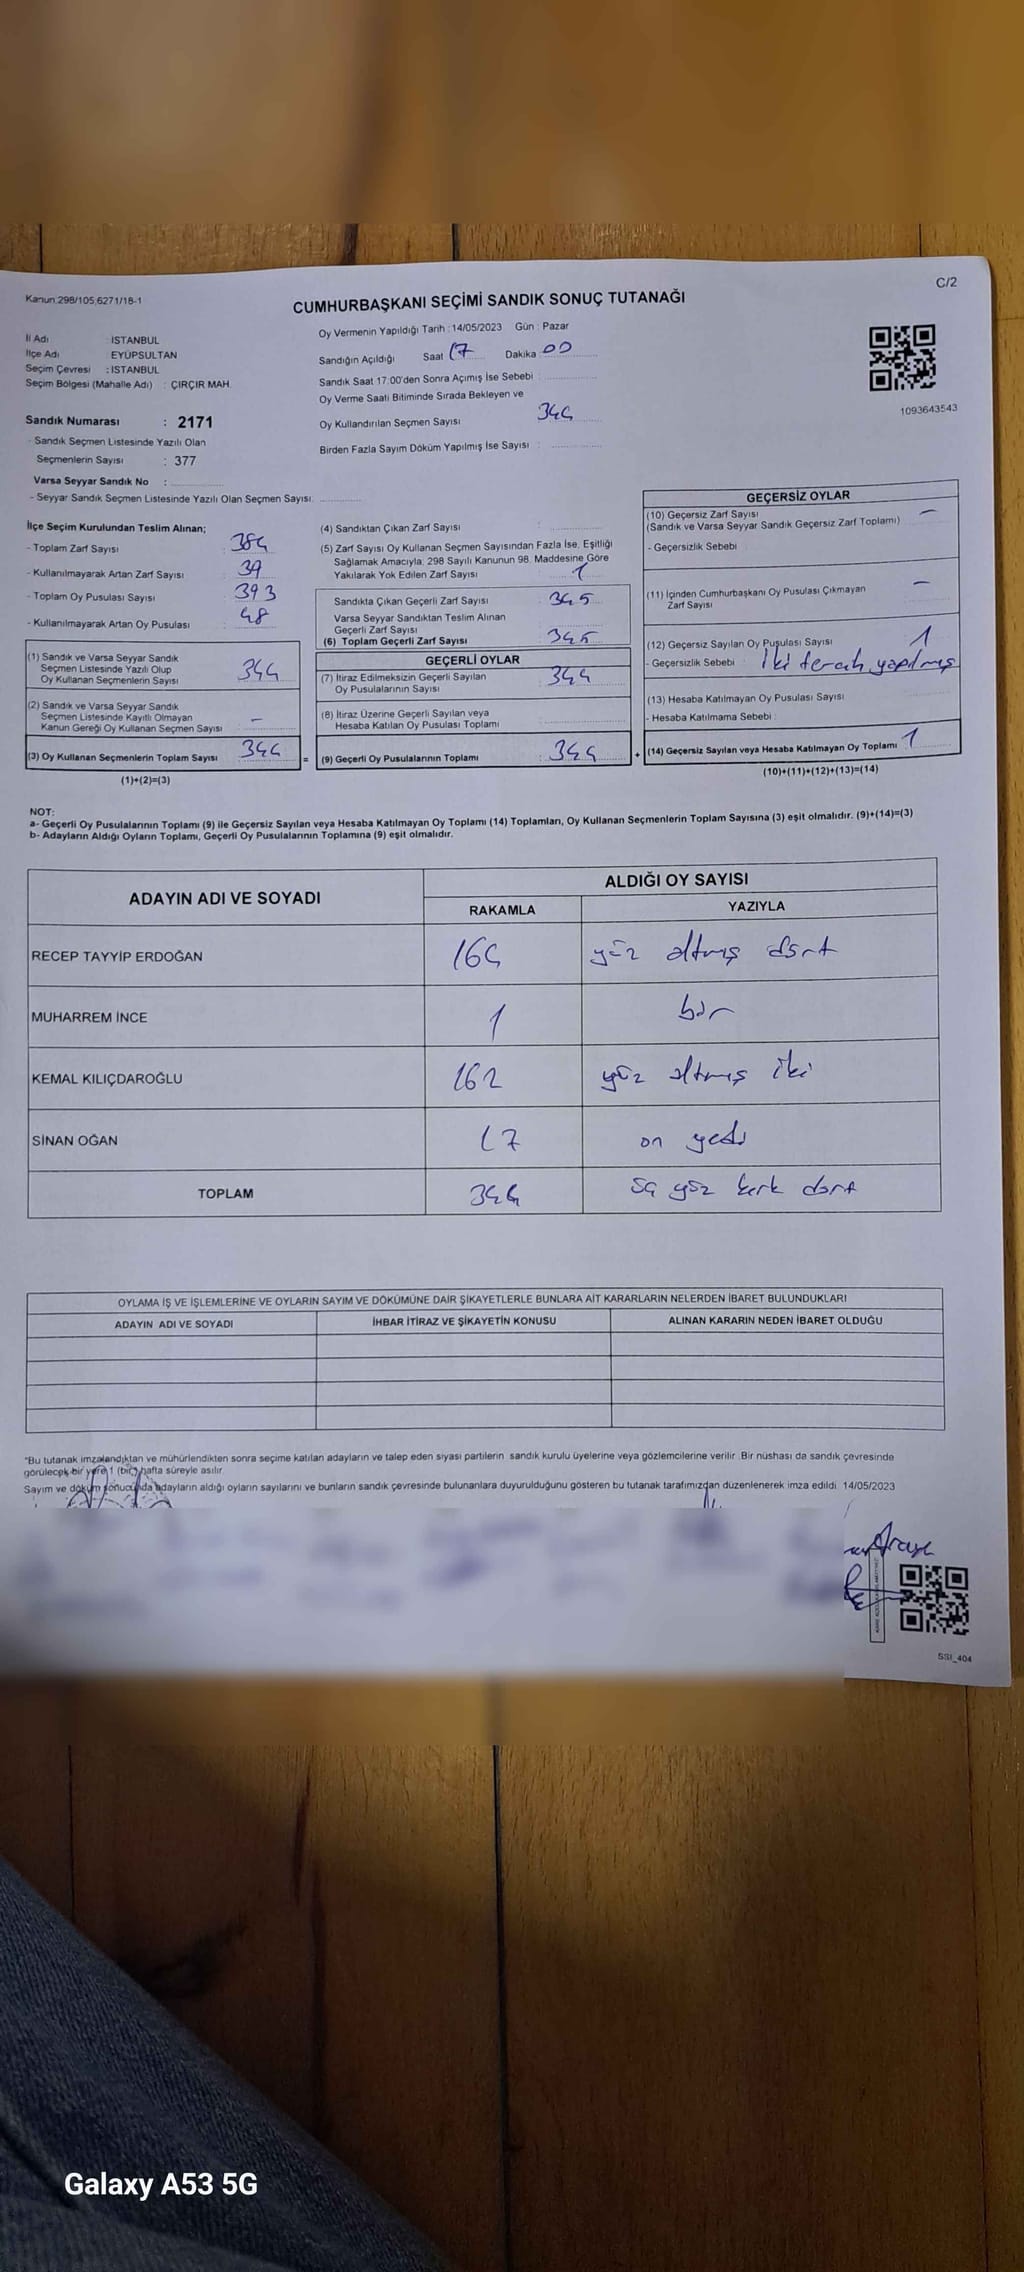 C/2
Kanun:298/105,6271/18-1
CUMHURBAŞKANI SEÇİMİ SANDIK SONUÇ TUTANAĞI
İl Adı : İSTANBUL
İlçe Adı : EYÜPSULTAN
Seçim Çevresi : İSTANBUL
Seçim Bölgesi (Mahalle Adı) : ÇIRÇIR MAH.
Sandık Numarası : 2171
- Sandık Seçmen Listesinde Yazılı Olan
Seçmenlerin Sayısı : 377
Varsa Seyyar Sandık No :
- Seyyar Sandık Seçmen Listesinde Yazılı Olan Seçmen Sayısı:
Oy Vermenin Yapıldığı Tarih : 14/05/2023 Gün : Pazar
Sandığın Açıldığı Saat 17 Dakika 00
Sandık Saat 17:00'den Sonra Açımış İse Sebebi :
Oy Verme Saati Bitiminde Sırada Bekleyen ve
Oy Kullandırılan Seçmen Sayısı 344
Birden Fazla Sayım Döküm Yapılmış İse Sayısı :
1093643543
İlçe Seçim Kurulundan Teslim Alınan;
- Toplam Zarf Sayısı : 384
- Kullanılmayarak Artan Zarf Sayısı : 39
- Toplam Oy Pusulası Sayısı : 393
- Kullanılmayarak Artan Oy Pusulası : 48
(1) Sandık ve Varsa Seyyar Sandık
Seçmen Listesinde Yazılı Olup
Oy Kullanan Seçmenlerin Sayısı 344
(2) Sandık ve Varsa Seyyar Sandık
Seçmen Listesinde Kayıtlı Olmayan
Kanun Gereği Oy Kullanan Seçmen Sayısı —
(3) Oy Kullanan Seçmenlerin Toplam Sayısı 344
(1)+(2)=(3)
(4) Sandıktan Çıkan Zarf Sayısı :
(5) Zarf Sayısı Oy Kullanan Seçmen Sayısından Fazla İse, Eşitliği
Sağlamak Amacıyla, 298 Sayılı Kanunun 98. Maddesine Göre
Yakılarak Yok Edilen Zarf Sayısı : 1
Sandıkta Çıkan Geçerli Zarf Sayısı : 345
Varsa Seyyar Sandıktan Teslim Alınan
Geçerli Zarf Sayısı
(6) Toplam Geçerli Zarf Sayısı : 345
GEÇERLİ OYLAR
(7) İtiraz Edilmeksizin Geçerli Sayılan
Oy Pusulalarının Sayısı : 344
(8) İtiraz Üzerine Geçerli Sayılan veya
Hesaba Katılan Oy Pusulası Toplamı :
= (9) Geçerli Oy Pusulalarının Toplamı : 344 +
GEÇERSİZ OYLAR
(10) Geçersiz Zarf Sayısı —
(Sandık ve Varsa Seyyar Sandık Geçersiz Zarf Toplamı)
- Geçersizlik Sebebi
(11) İçinden Cumhurbaşkanı Oy Pusulası Çıkmayan —
Zarf Sayısı
(12) Geçersiz Sayılan Oy Pusulası Sayısı 1
- Geçersizlik Sebebi : iki tercih yapılmış
(13) Hesaba Katılmayan Oy Pusulası Sayısı
- Hesaba Katılmama Sebebi :
(14) Geçersiz Sayılan veya Hesaba Katılmayan Oy Toplamı 1
(10)+(11)+(12)+(13)=(14)
NOT:
a- Geçerli Oy Pusulalarının Toplamı (9) ile Geçersiz Sayılan veya Hesaba Katılmayan Oy Toplamı (14) Toplamları, Oy Kullanan Seçmenlerin Toplam Sayısına (3) eşit olmalıdır. (9)+(14)=(3)
b- Adayların Aldığı Oyların Toplamı, Geçerli Oy Pusulalarının Toplamına (9) eşit olmalıdır.
ADAYIN ADI VE SOYADI ALDIĞI OY SAYISI
RAKAMLA YAZIYLA
RECEP TAYYİP ERDOĞAN 164 yüz altmış dört
MUHARREM İNCE 1 bir
KEMAL KILIÇDAROĞLU 162 yüz altmış iki
SİNAN OĞAN 17 on yedi
TOPLAM 344 üç yüz kırk dört
OYLAMA İŞ VE İŞLEMLERİNE VE OYLARIN SAYIM VE DÖKÜMÜNE DAİR ŞİKAYETLERLE BUNLARA AİT KARARLARIN NELERDEN İBARET BULUNDUKLARI
ADAYIN ADI VE SOYADI İHBAR İTİRAZ VE ŞİKAYETİN KONUSU ALINAN KARARIN NEDEN İBARET OLDUĞU
"Bu tutanak imzalandıktan ve mühürlendikten sonra seçime katılan adayların ve talep eden siyasi partilerin sandık kurulu üyelerine veya gözlemcilerine verilir. Bir nüshası da sandık çevresinde
görülecek bir yere 1 (bir) hafta süreyle asılır.
Sayım ve döküm sonucunda adayların aldığı oyların sayılarını ve bunların sandık çevresinde bulunanlara duyurulduğunu gösteren bu tutanak tarafımızdan düzenlenerek imza edildi. 14/05/2023
SSI_404
Galaxy A53 5G